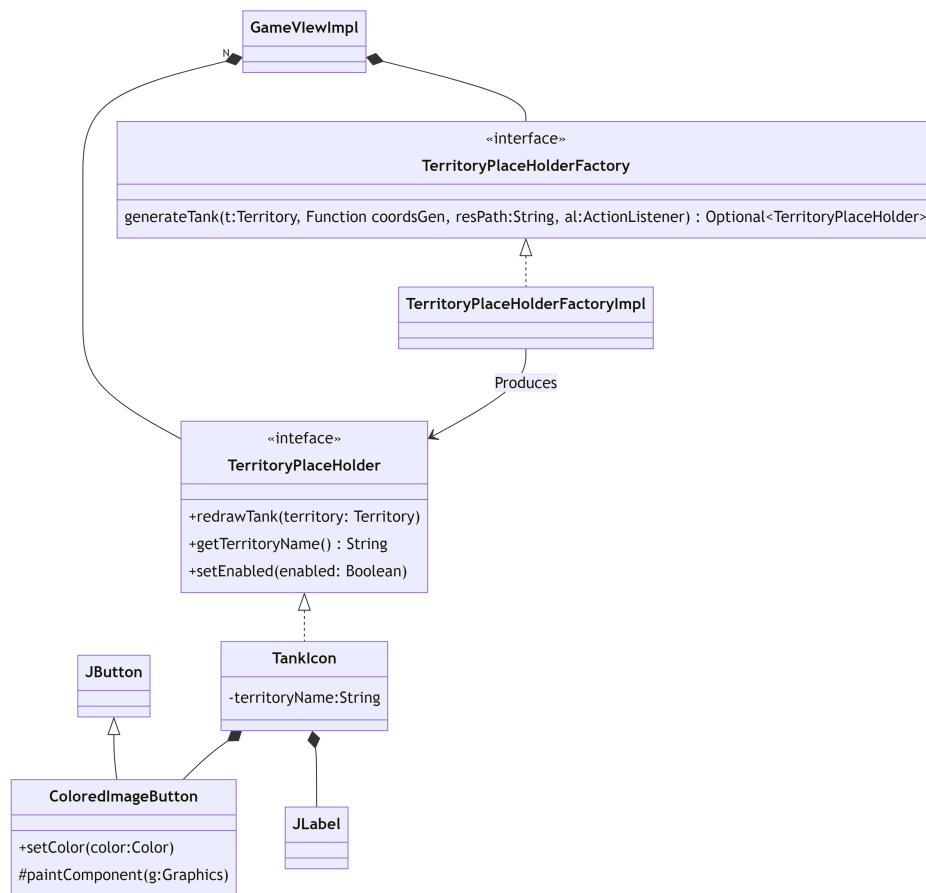 GameVIewImpl
N
«interface»
TerritoryPlaceHolderFactory
generateTank(t:Territory, Function coordsGen, resPath:String, al:ActionListener) : Optional<TerritoryPlaceHolder>
TerritoryPlaceHolderFactoryImpl
Produces
«inteface»
TerritoryPlaceHolder
+redrawTank(territory: Territory)
+getTerritoryName() : String
+setEnabled(enabled: Boolean)
TankIcon
-territoryName:String
JButton
ColoredImageButton
+setColor(color:Color)
#paintComponent(g:Graphics)
JLabel